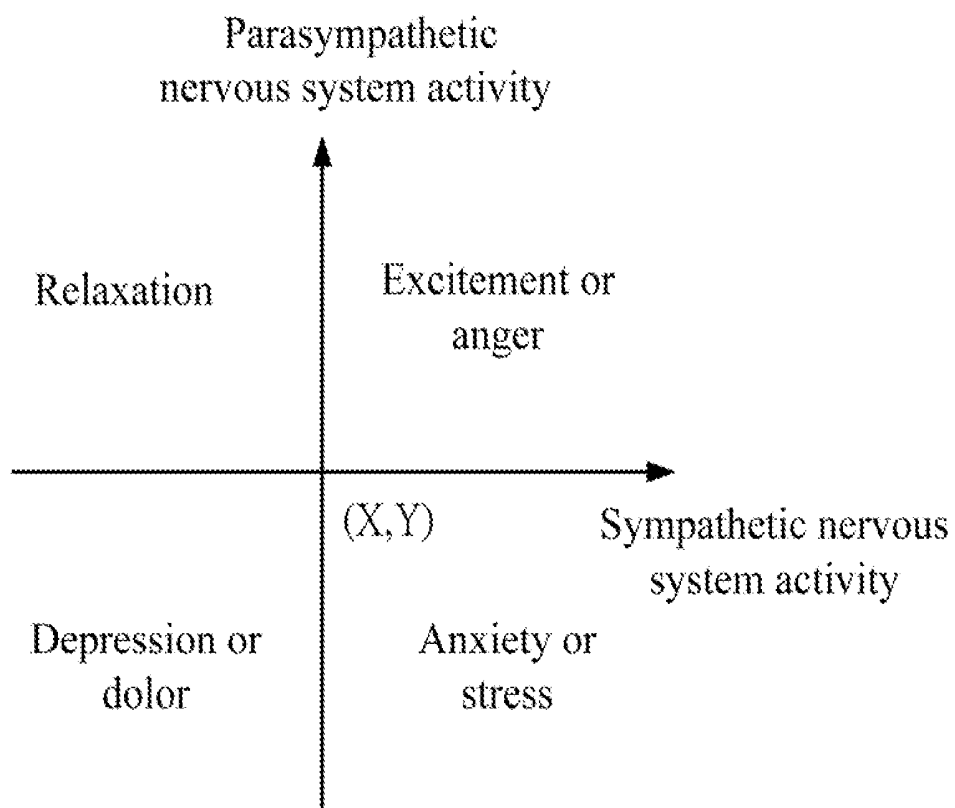 Parasympathetic
nervous system activity
Relaxation
Excitement or
anger
(X,Y)
Sympathetic nervous
system activity
Depression or
dolor
Anxiety or
stress